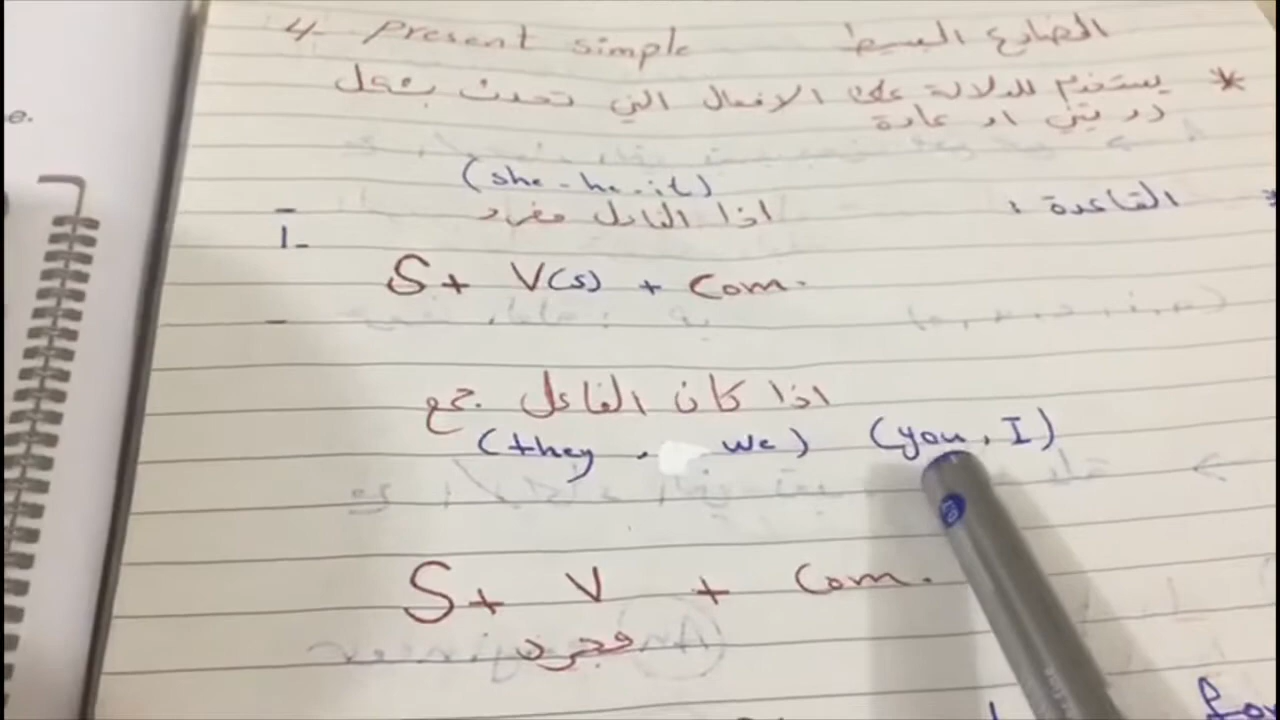 4- Present simple المضارع البسيط
* يستخدم للدلالة على الافعال التي تحدث بشكل
روتيني او عادة
(she - he - it)
القاعدة : اذا الفاعل مفرد
1-
S + V(s) + Com.
اذا كان الفاعل جمع
(they , we) (you , I)
S + V + Com.
مجرد
e.